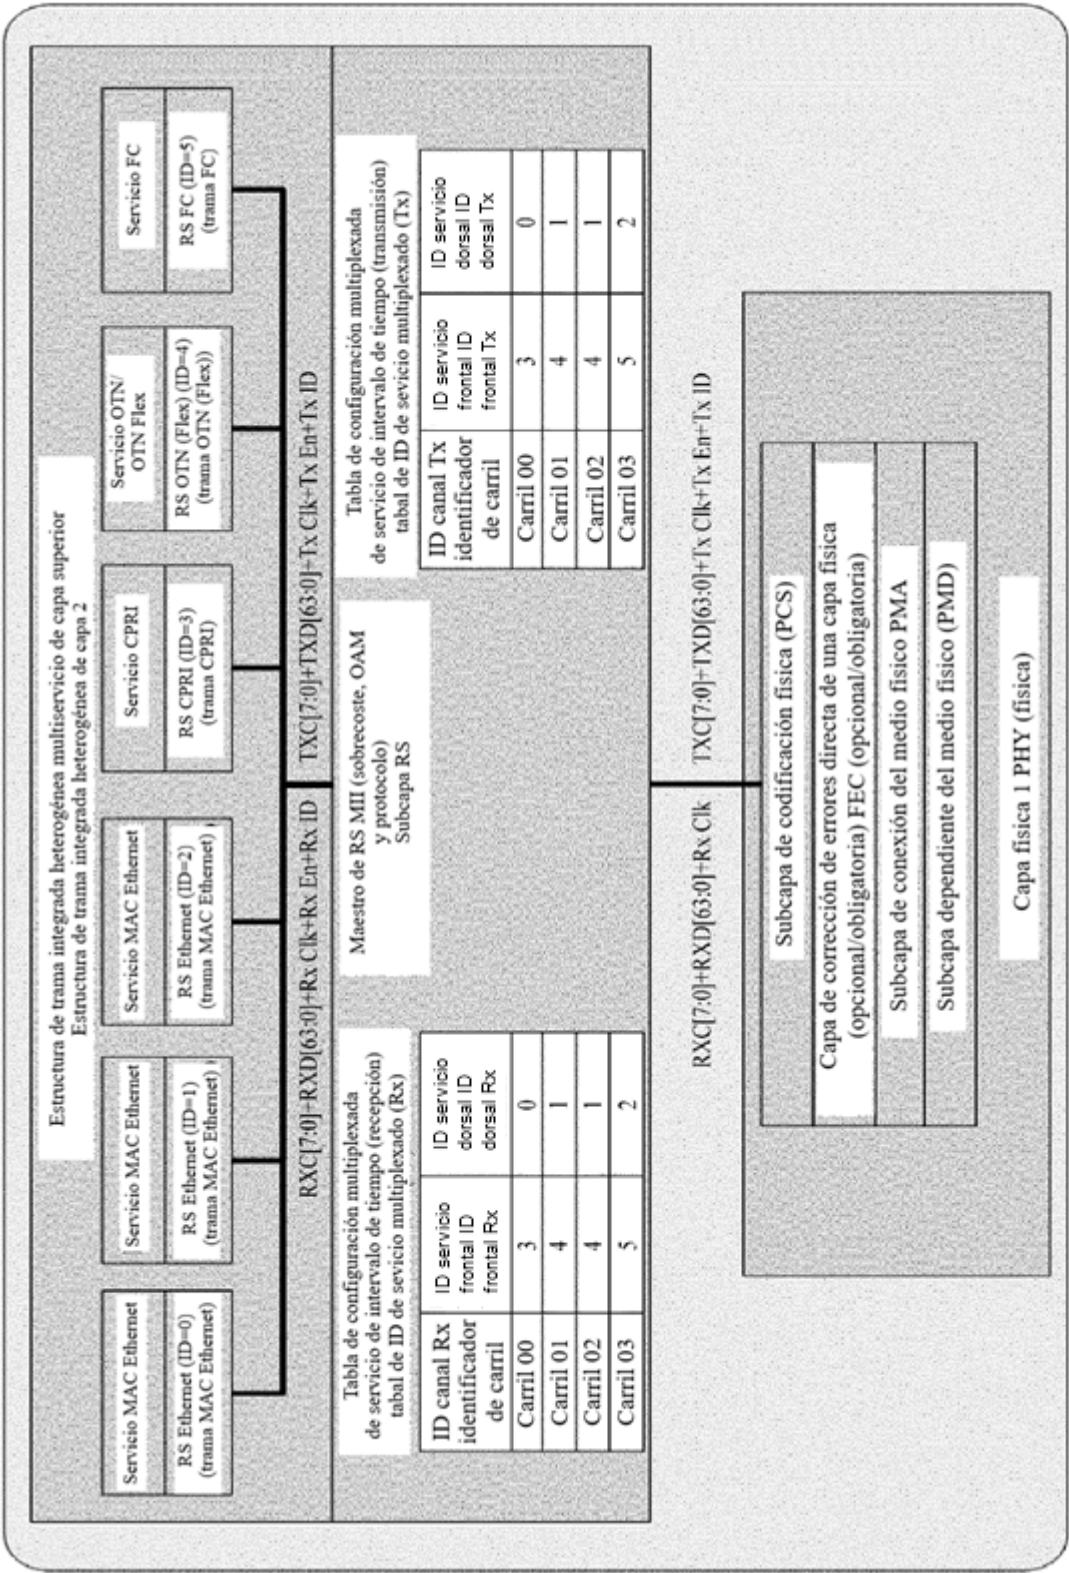 Estructura de trama integrada heterogénea multiservicio de capa superior
Estructura de trama integrada heterogénea de capa 2
Servicio MAC Ethernet
RS Ethernet (ID=0)
(trama MAC Ethernet)
Servicio MAC Ethernet
RS Ethernet (ID=1)
(trama MAC Ethernet)
Servicio MAC Ethernet
RS Ethernet (ID=2)
(trama MAC Ethernet)
Servicio CPRI
RS CPRI (ID=3)
(trama CPRI)
Servicio OTN/
OTN Flex
RS OTN (Flex) (ID=4)
(trama OTN (Flex))
Servicio FC
RS FC (ID=5)
(trama FC)
RXC[7:0]+RXD[63:0]+Rx Clk+Rx En+Rx ID
TXC[7:0]+TXD[63:0]+Tx Clk+Tx En+Tx ID
Tabla de configuración multiplexada
de servicio de intervalo de tiempo (recepción)
tabal de ID de sevicio multiplexado (Rx)
ID canal Rx
identificador
de carril
ID servicio
frontal ID
frontal Rx
ID servicio
dorsal ID
dorsal Rx
Carril 00 3 0
Carril 01 4 1
Carril 02 4 1
Carril 03 5 2
Maestro de RS MII (sobrecoste, OAM
y protocolo)
Subcapa RS
Tabla de configuración multiplexada
de servicio de intervalo de tiempo (transmisión)
tabal de ID de sevicio multiplexado (Tx)
ID canal Tx
identificador
de carril
ID servicio
frontal ID
frontal Tx
ID servicio
dorsal ID
dorsal Tx
Carril 00 3 0
Carril 01 4 1
Carril 02 4 1
Carril 03 5 2
RXC[7:0]+RXD[63:0]+Rx Clk
TXC[7:0]+TXD[63:0]+Tx Clk+Tx En+Tx ID
Subcapa de codificación fisica (PCS)
Capa de corrección de errores directa de una capa fisica
(opcional/obligatoria) FEC (opcional/obligatoria)
Subcapa de conexión del medio fisico PMA
Subcapa dependiente del medio fisico (PMD)
Capa fisica 1 PHY (fisica)